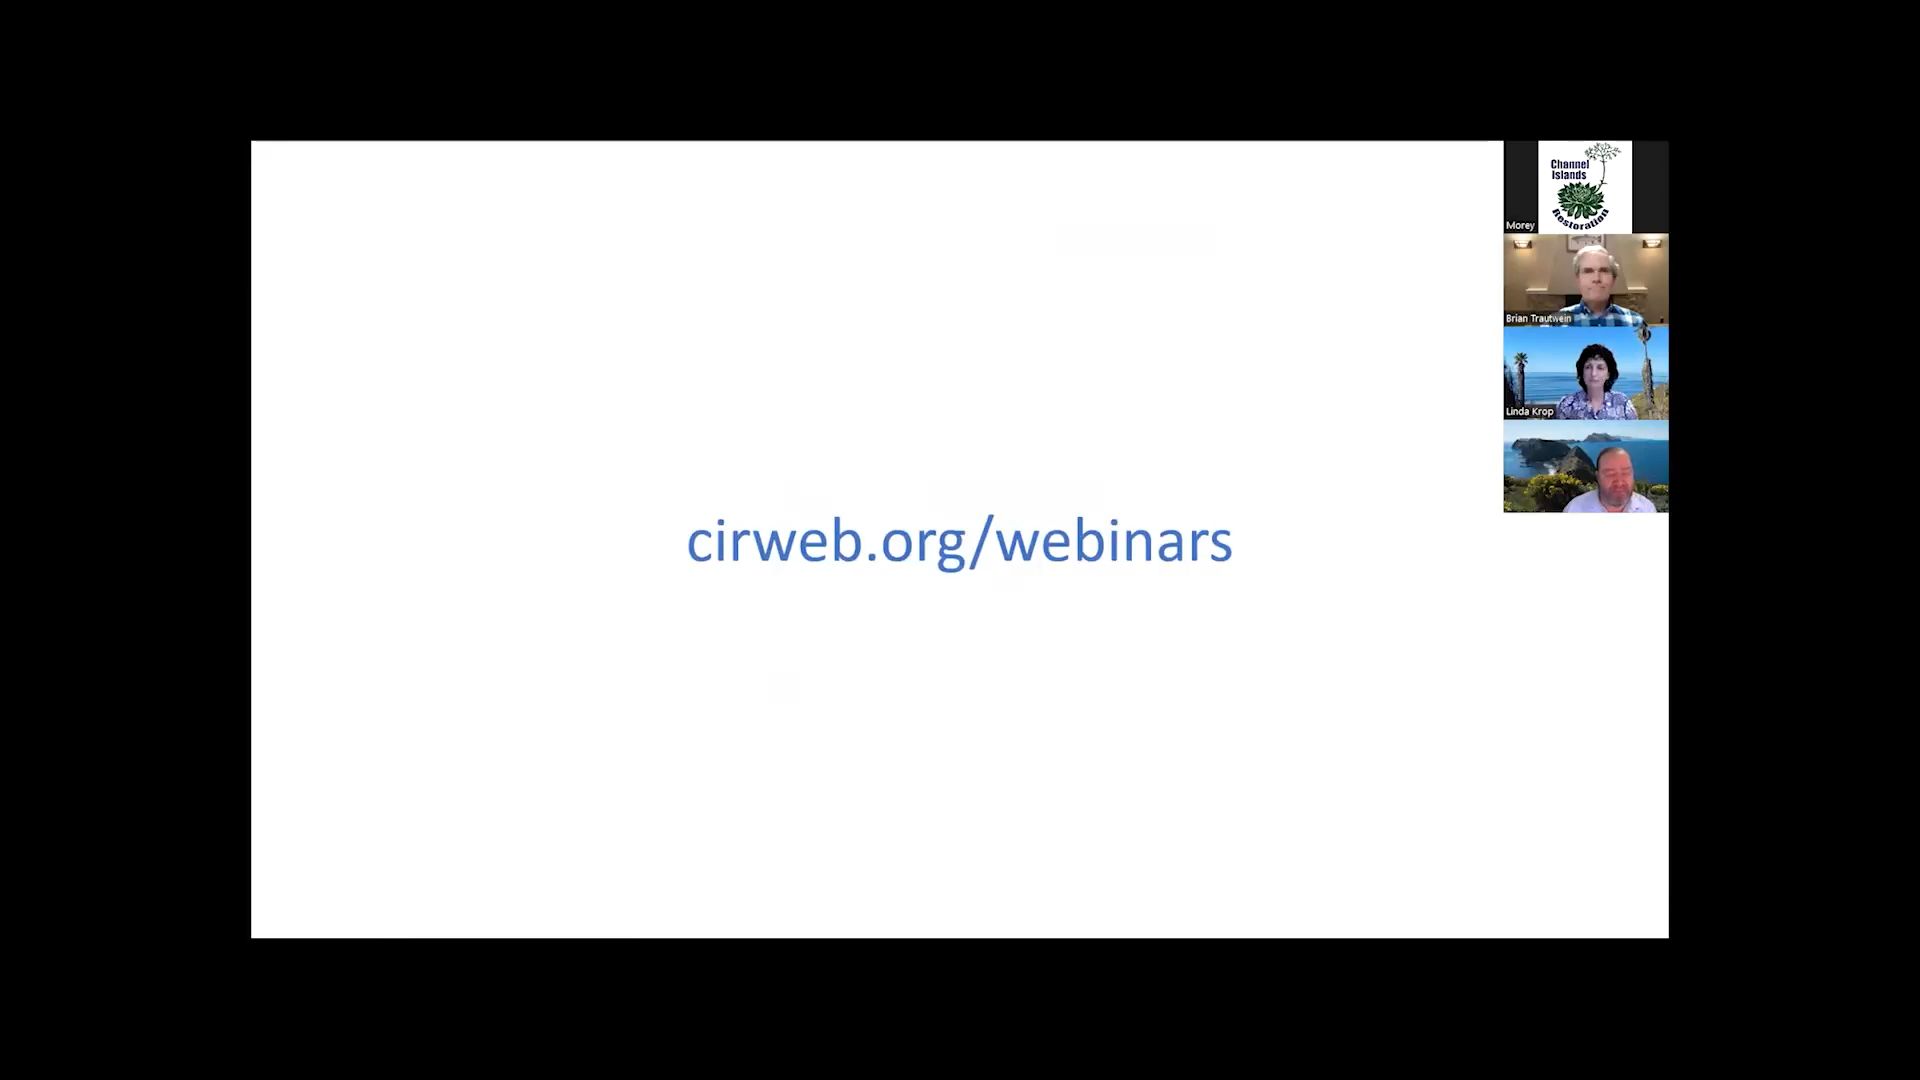 cirweb.org/webinars
Channel
Islands
Restoration
Morey
Brian Trautwein
Linda Krop